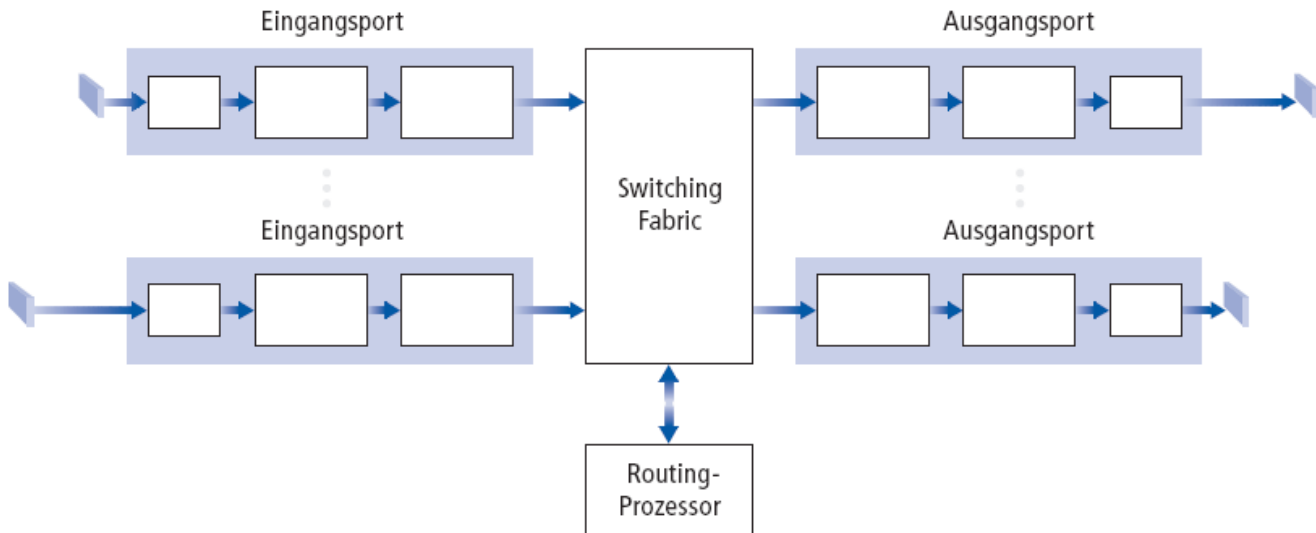 Eingangsport
Ausgangsport
Switching
Fabric
Eingangsport
Ausgangsport
Routing-
Prozessor